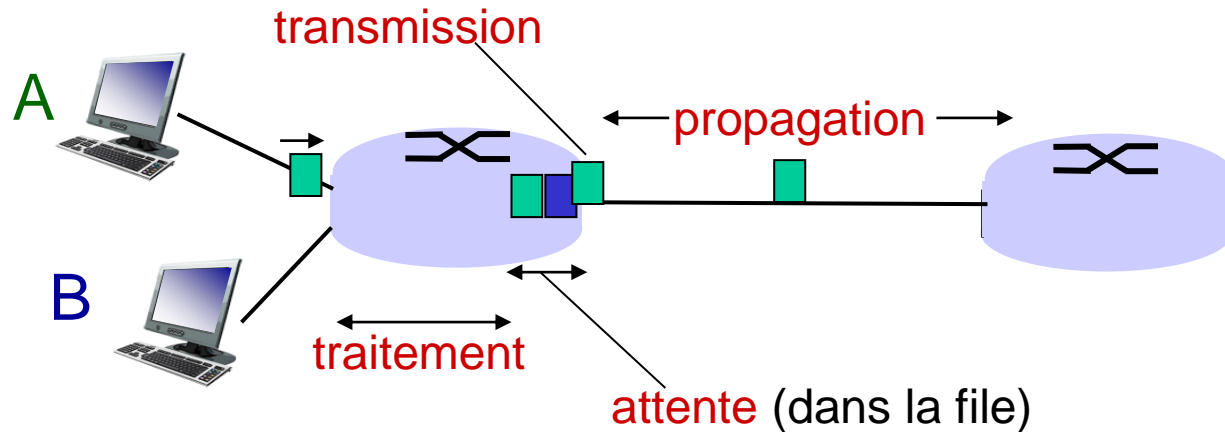 transmission
A
propagation
B
traitement
attente (dans la file)